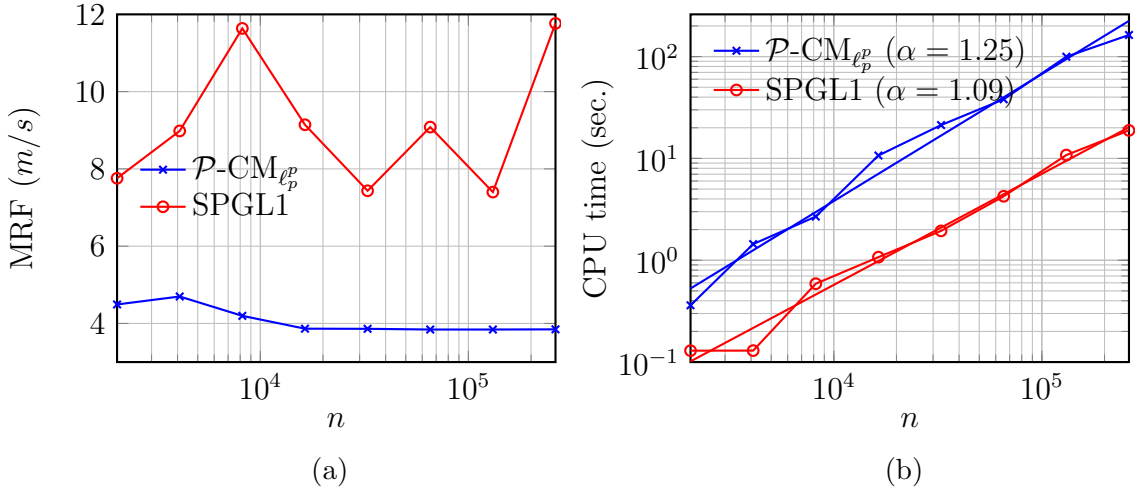 12
10
8
6
4
MRF (m/s)
𝒫-CM_{ℓ_p^p}
SPGL1
10^4
10^5
n
(a)
10^2
10^1
10^0
10^{-1}
CPU time (sec.)
𝒫-CM_{ℓ_p^p} (α = 1.25)
SPGL1 (α = 1.09)
10^4
10^5
n
(b)